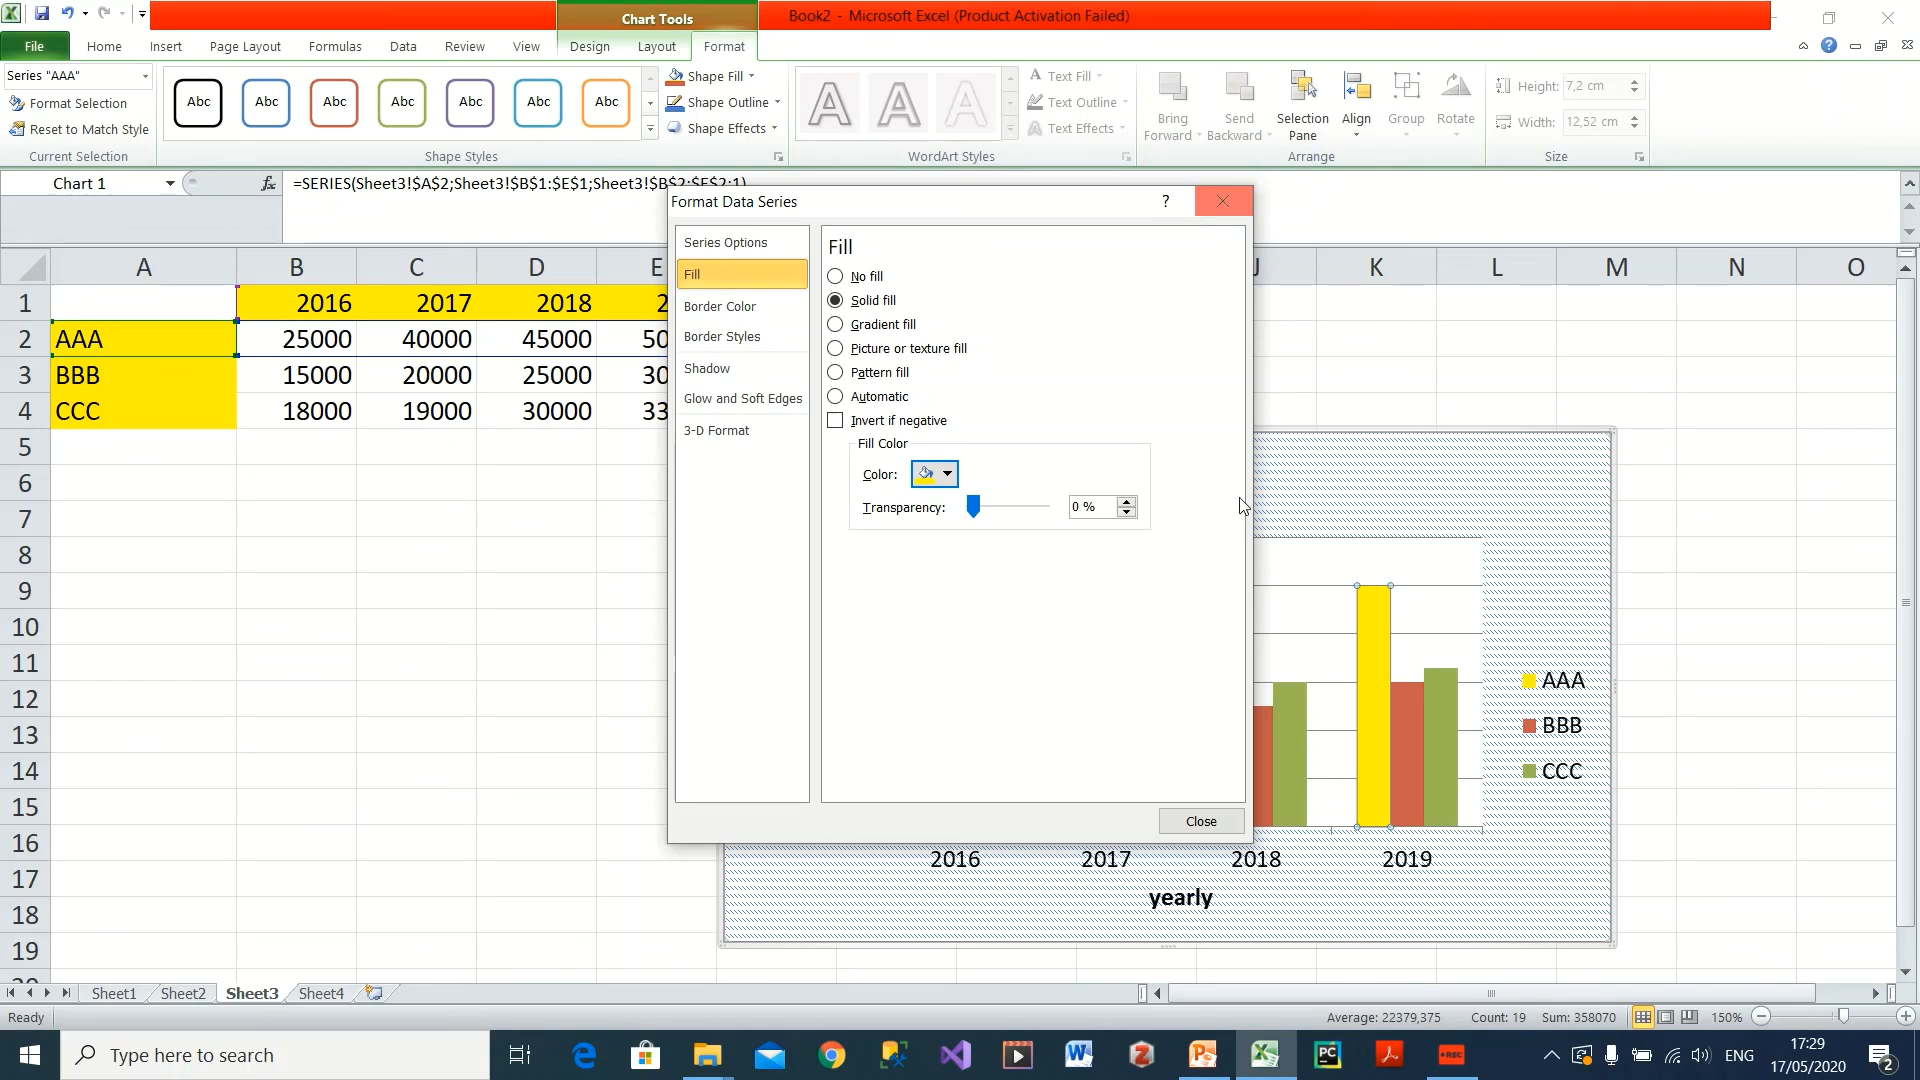 Chart Tools
Book2 - Microsoft Excel (Product Activation Failed)
File Home Insert Page Layout Formulas Data Review View Design Layout Format
Series "AAA"
Format Selection
Reset to Match Style
Current Selection
Abc Abc Abc Abc Abc Abc Abc
Shape Fill
Shape Outline
Shape Effects
Shape Styles
A A A
Text Fill
Text Outline
Text Effects
WordArt Styles
Bring Forward
Send Backward
Selection Pane
Align
Group
Rotate
Arrange
Height: 7,2 cm
Width: 12,52 cm
Size
Chart 1
fx
=SERIES(Sheet3!$A$2;Sheet3!$B$1:$E$1;Sheet3!$B$2:$E$2;1)
A B C D E J K L M N O
1 2016 2017 2018 2
2 AAA 25000 40000 45000 50
3 BBB 15000 20000 25000 30
4 CCC 18000 19000 30000 33
5
6
7
8
9
10
11
12
13
14
15
16
17
18
19
Format Data Series ?
Series Options
Fill
Border Color
Border Styles
Shadow
Glow and Soft Edges
3-D Format
Fill
No fill
Solid fill
Gradient fill
Picture or texture fill
Pattern fill
Automatic
Invert if negative
Fill Color
Color:
Transparency: 0 %
Close
AAA
BBB
CCC
2016 2017 2018 2019
yearly
Sheet1 Sheet2 Sheet3 Sheet4
Ready
Average: 22379,375 Count: 19 Sum: 358070 150%
Type here to search
REC
ENG
17:29
17/05/2020
2